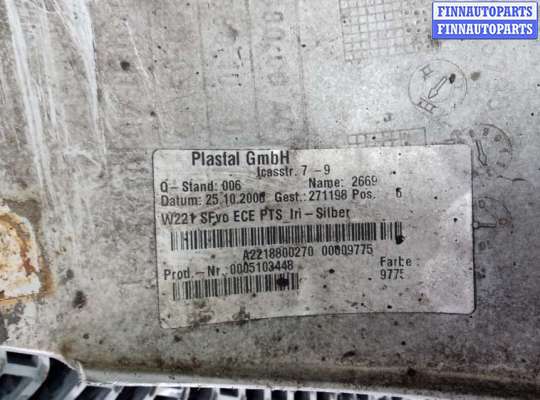 FINNAUTOPARTS
FINNAUTOPARTS
Plastal GmbH
Icasstr. 7-9
Q-Stand: 006 Name: 2669
Datum: 25.10.2006 Gest.: 271198 Pos. 6
W221 SFvo ECE PTS_Iri-Silber
A2218800270 00009775
Prod.-Nr. 0005103448 Farbe:
9775